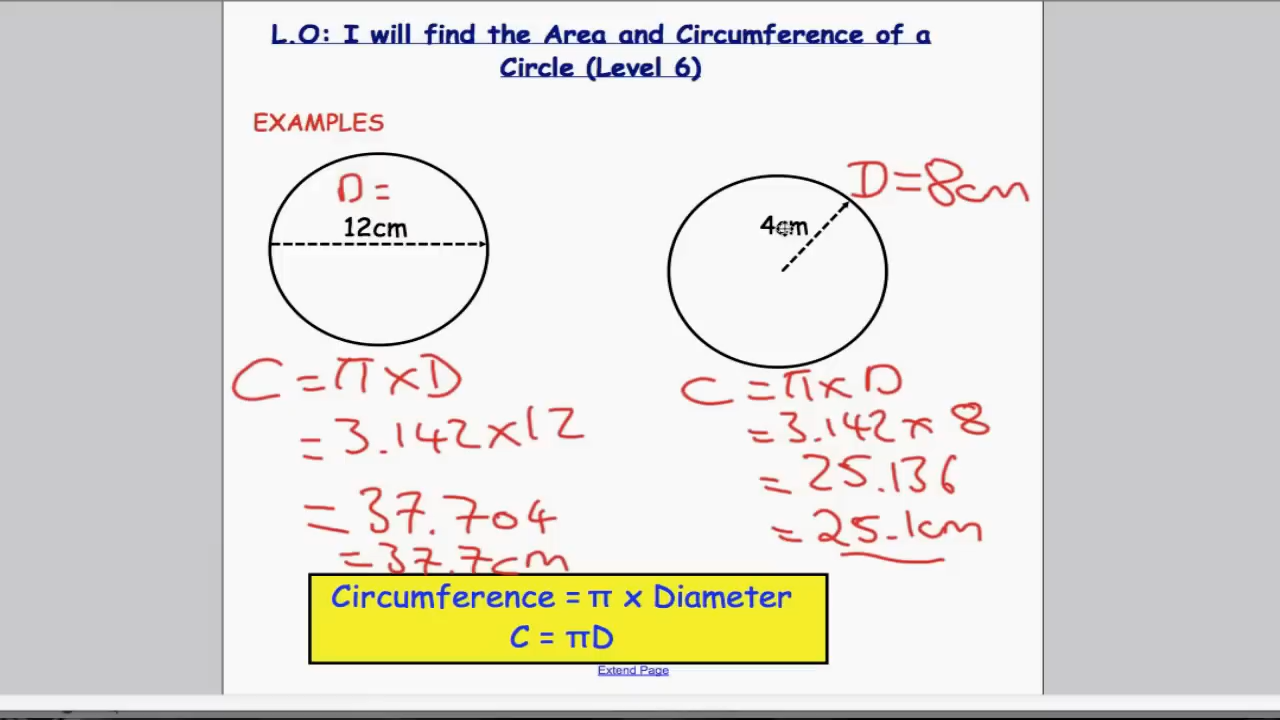 L.O: I will find the Area and Circumference of a
Circle (Level 6)
EXAMPLES
D =
12cm
C = π x D
= 3.142 x 12
= 37.704
= 37.7cm
D = 8cm
4cm
C = π x D
= 3.142 x 8
= 25.136
= 25.1cm
Circumference = π x Diameter
C = πD
Extend Page